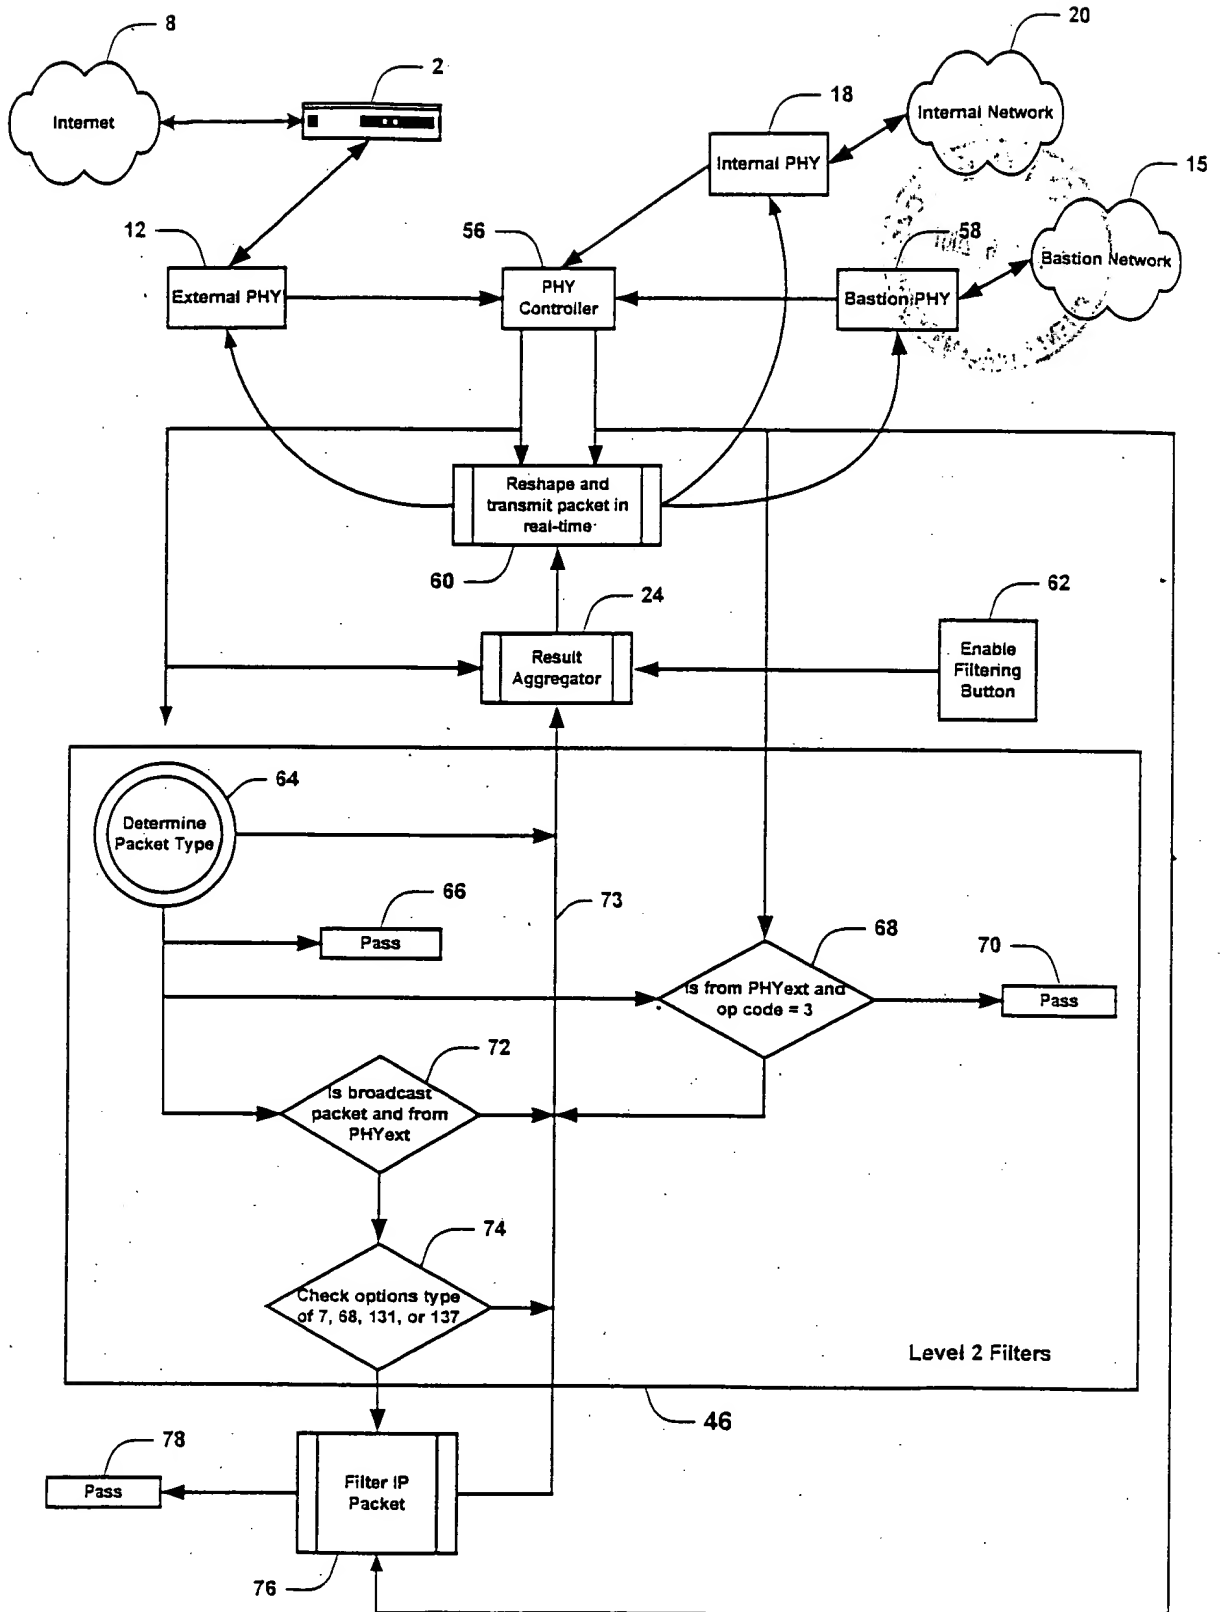 8
20
2
Internet
18
Internal Network
15
Internal PHY
12
56
58
Bastion Network
External PHY
PHY
Controller
Bastion PHY
Reshape and
transmit packet in
real-time
60
24
62
Result
Aggregator
Enable
Filtering
Button
64
Determine
Packet Type
66
73
68
Pass
70
Is from PHYext and
op code = 3
Pass
72
Is broadcast
packet and from
PHYext
74
Check options type
of 7, 68, 131, or 137
Level 2 Filters
46
78
Pass
Filter IP
Packet
76